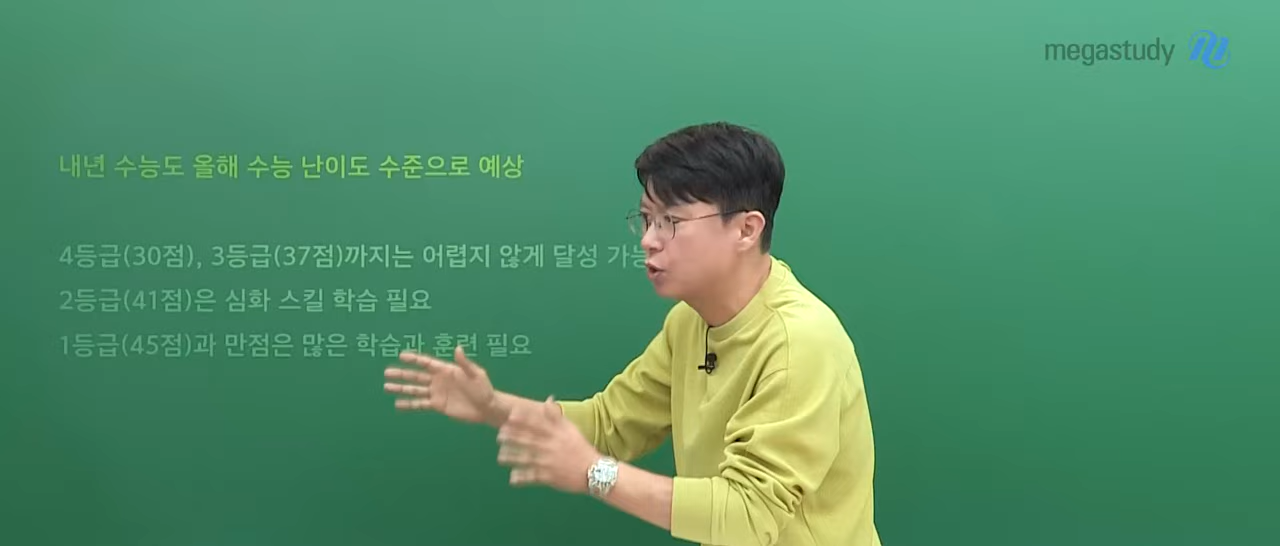 megastudy
내년 수능도 올해 수능 난이도 수준으로 예상
4등급(30점), 3등급(37점)까지는 어렵지 않게 달성
2등급(41점)은 심화 스킬 학습 필요
1등급(45점)과 만점은 많은 학습과 훈련 필요